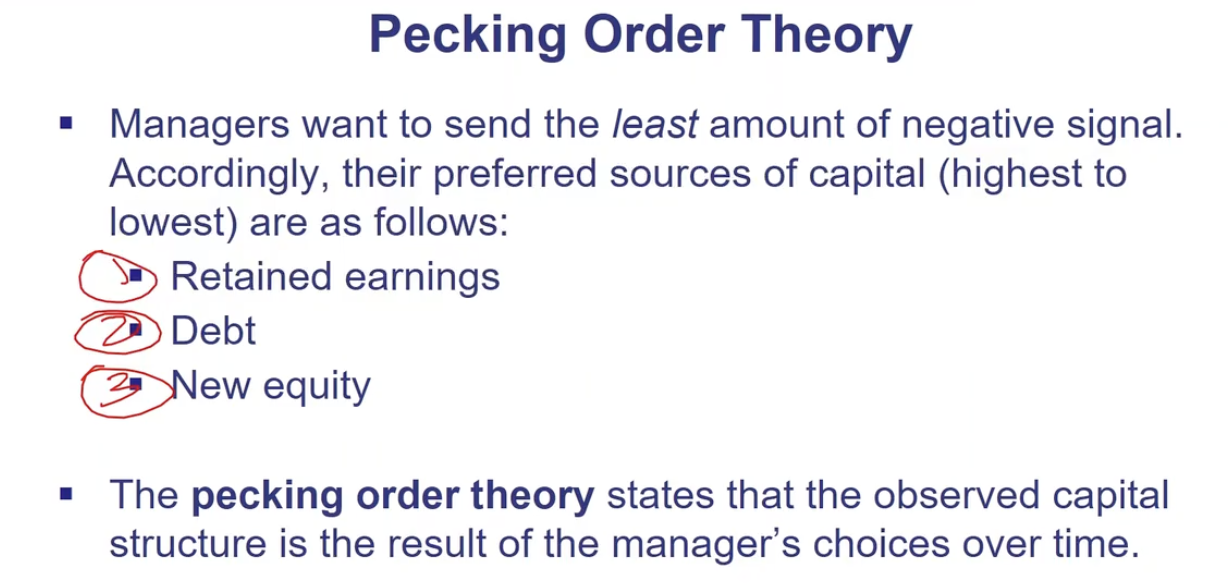 Pecking Order Theory
▪ Managers want to send the least amount of negative signal.
Accordingly, their preferred sources of capital (highest to
lowest) are as follows:
1 ▪ Retained earnings
2 ▪ Debt
3 ▪ New equity
▪ The pecking order theory states that the observed capital
structure is the result of the manager's choices over time.